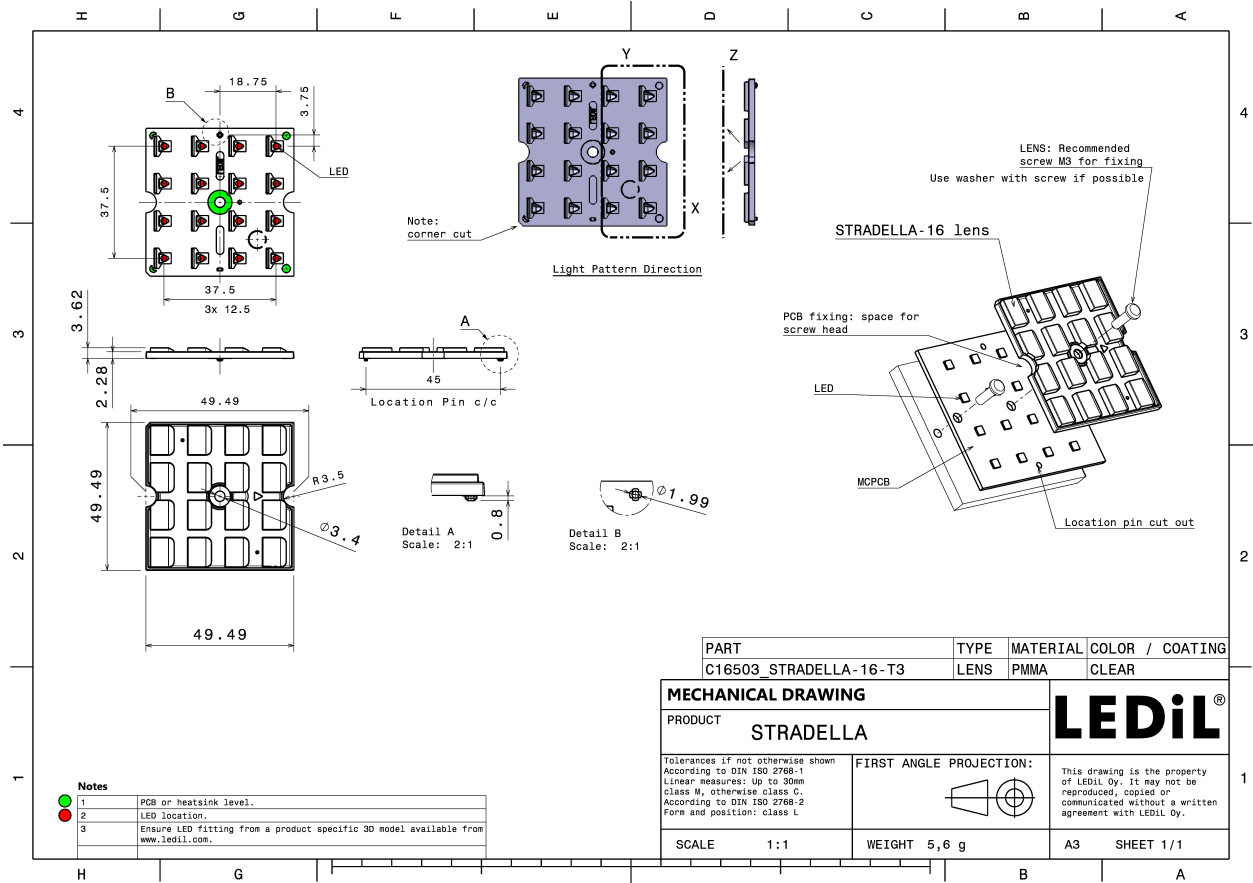 H G F E D C B A
4
3
2
1
4
3
2
1
B
18.75
3.75
LED
37.5
37.5
3x 12.5
Y
Z
X
Note:
corner cut
Light Pattern Direction
LENS: Recommended
screw M3 for fixing
Use washer with screw if possible
STRADELLA-16 lens
PCB fixing: space for
screw head
LED
MCPCB
Location pin cut out
3.62
2.28
A
45
Location Pin c/c
49.49
49.49
R3.5
Ø3.4
49.49
Detail A
Scale: 2:1
0.8
Detail B
Scale: 2:1
Ø1.99
PART TYPE MATERIAL COLOR / COATING
C16503_STRADELLA-16-T3 LENS PMMA CLEAR
MECHANICAL DRAWING
PRODUCT
STRADELLA
LEDiL®
Tolerances if not otherwise shown
According to DIN ISO 2768-1
Linear measures: Up to 30mm
class M, otherwise class C.
According to DIN ISO 2768-2
Form and position: class L
FIRST ANGLE PROJECTION:
This drawing is the property
of LEDiL Oy. It may not be
reproduced, copied or
communicated without a written
agreement with LEDiL Oy.
SCALE 1:1
WEIGHT 5,6 g
A3 SHEET 1/1
Notes
1 PCB or heatsink level.
2 LED location.
3 Ensure LED fitting from a product specific 3D model available from
www.ledil.com.
H G F E D C B A